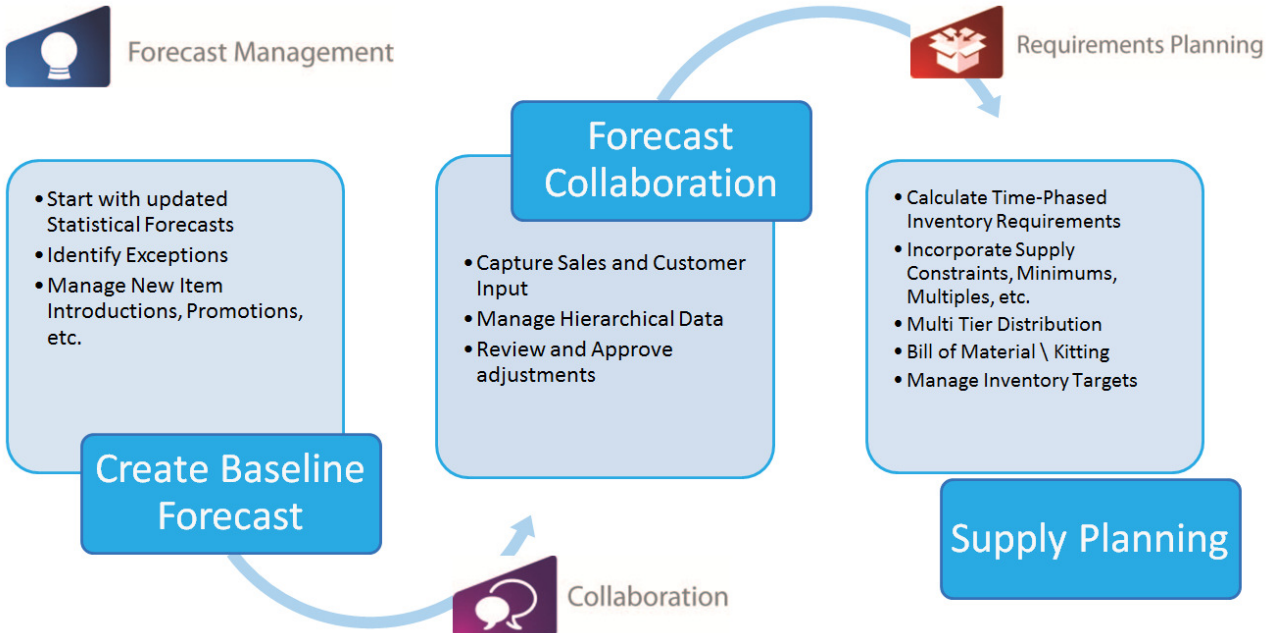 Forecast Management
• Start with updated
Statistical Forecasts
• Identify Exceptions
• Manage New Item
Introductions, Promotions,
etc.
Create Baseline
Forecast
Forecast
Collaboration
• Capture Sales and Customer
Input
• Manage Hierarchical Data
• Review and Approve
adjustments
Collaboration
Requirements Planning
• Calculate Time-Phased
Inventory Requirements
• Incorporate Supply
Constraints, Minimums,
Multiples, etc.
• Multi Tier Distribution
• Bill of Material \ Kitting
• Manage Inventory Targets
Supply Planning